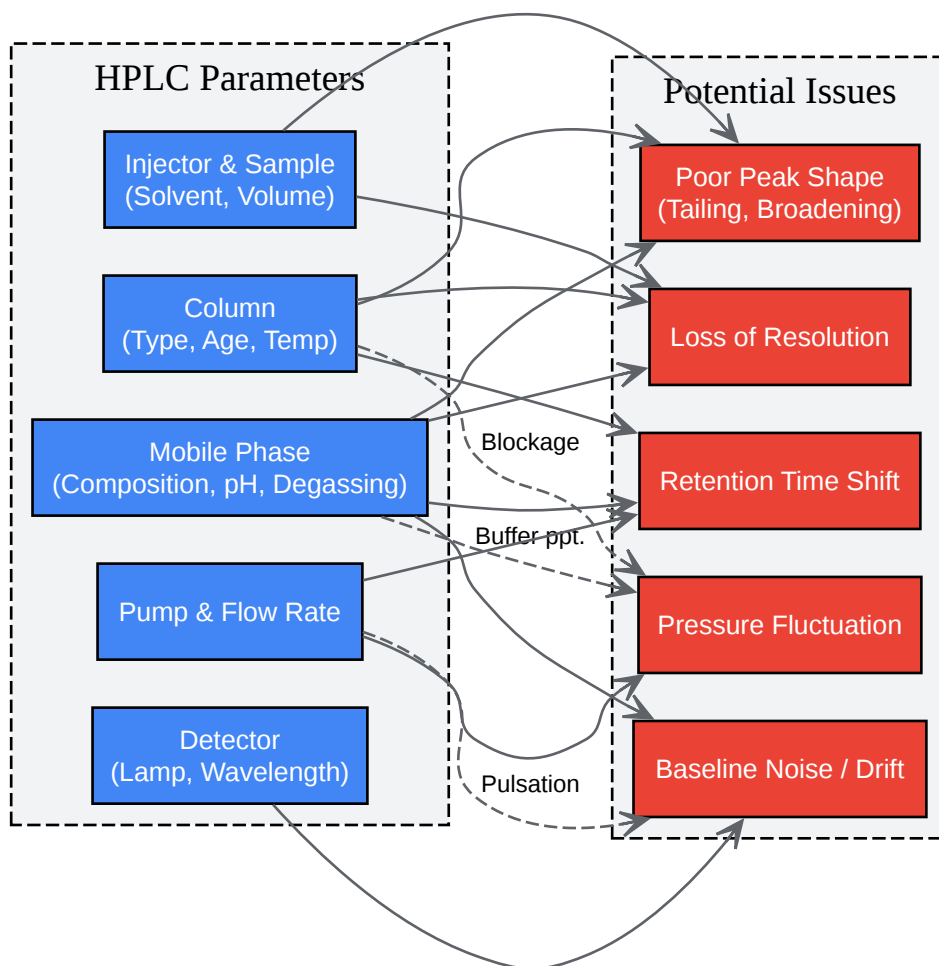 HPLC Parameters
Injector & Sample
(Solvent, Volume)
Column
(Type, Age, Temp)
Mobile Phase
(Composition, pH, Degassing)
Pump & Flow Rate
Detector
(Lamp, Wavelength)
Blockage
Buffer ppt.
Pulsation
Potential Issues
Poor Peak Shape
(Tailing, Broadening)
Loss of Resolution
Retention Time Shift
Pressure Fluctuation
Baseline Noise / Drift